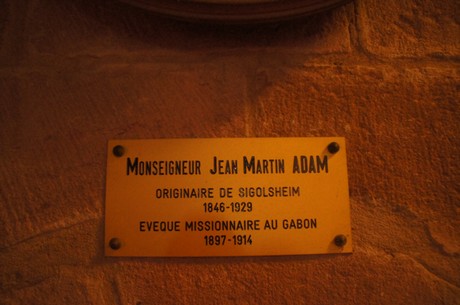 MONSEIGNEUR JEAN MARTIN ADAM
ORIGINAIRE DE SIGOLSHEIM
1846-1929
EVEQUE MISSIONNAIRE AU GABON
1897-1914